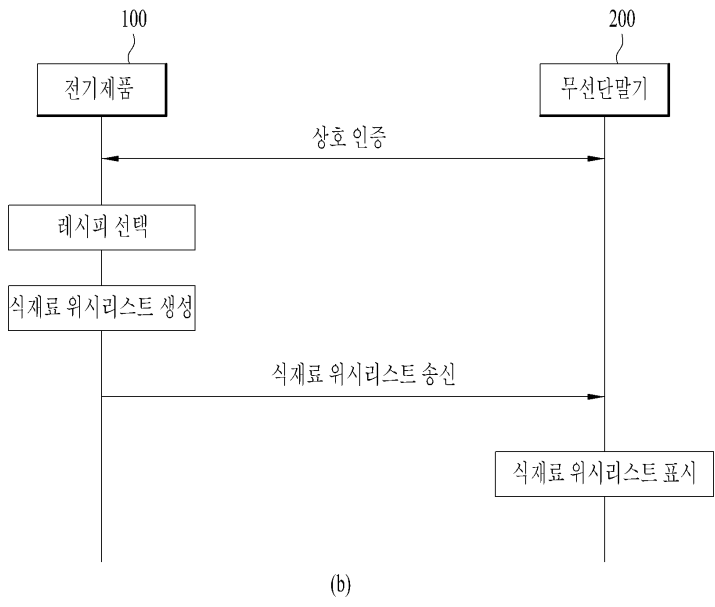 100
200
전기제품
무선단말기
상호 인증
레시피 선택
식재료 위시리스트 생성
식재료 위시리스트 송신
식재료 위시리스트 표시
(b)